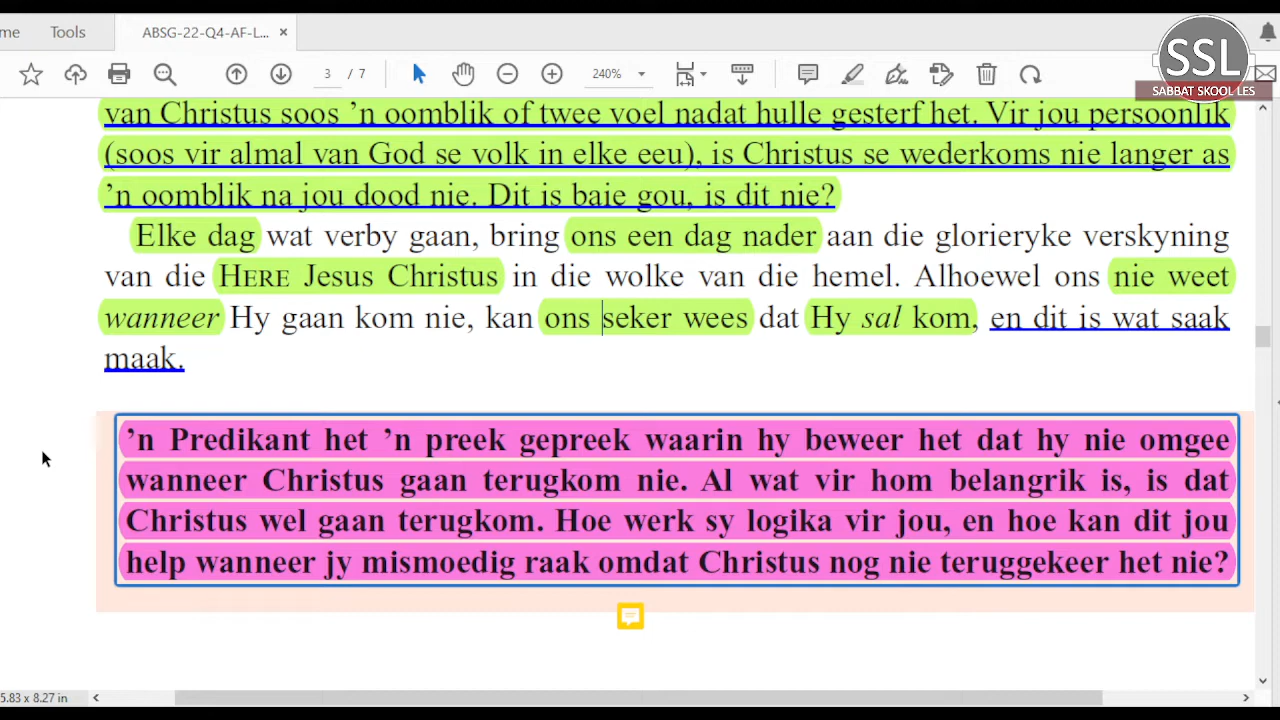 me Tools ABSG-22-Q4-AF-L... ×
3 / 7 240%
SSL
SABBAT SKOOL LES
van Christus soos ’n oomblik of twee voel nadat hulle gesterf het. Vir jou persoonlik
(soos vir almal van God se volk in elke eeu), is Christus se wederkoms nie langer as
’n oomblik na jou dood nie. Dit is baie gou, is dit nie?
Elke dag wat verby gaan, bring ons een dag nader aan die glorieryke verskyning
van die HERE Jesus Christus in die wolke van die hemel. Alhoewel ons nie weet
wanneer Hy gaan kom nie, kan ons seker wees dat Hy sal kom, en dit is wat saak
maak.
’n Predikant het ’n preek gepreek waarin hy beweer het dat hy nie omgee
wanneer Christus gaan terugkom nie. Al wat vir hom belangrik is, is dat
Christus wel gaan terugkom. Hoe werk sy logika vir jou, en hoe kan dit jou
help wanneer jy mismoedig raak omdat Christus nog nie teruggekeer het nie?
5.83 x 8.27 in